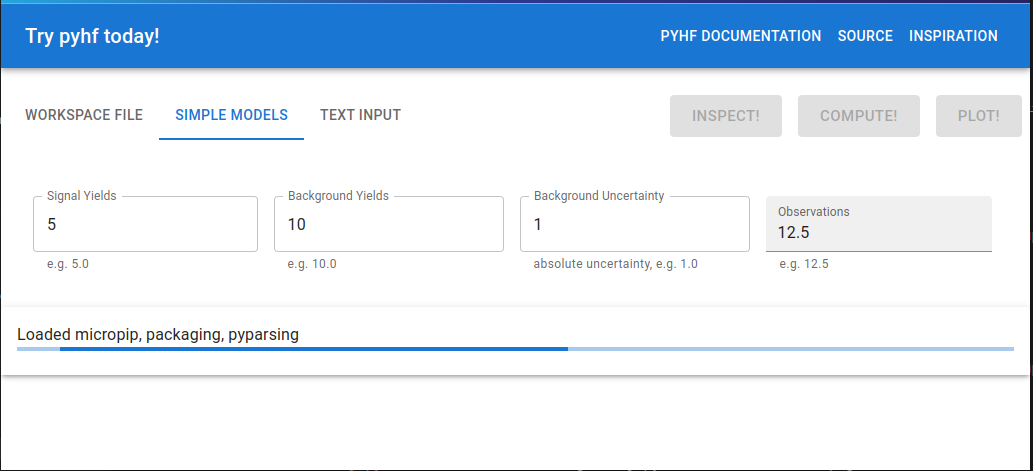 Try pyhf today!
PYHF DOCUMENTATION SOURCE INSPIRATION
WORKSPACE FILE SIMPLE MODELS TEXT INPUT INSPECT! COMPUTE! PLOT!
Signal Yields
5
e.g. 5.0
Background Yields
10
e.g. 10.0
Background Uncertainty
1
absolute uncertainty, e.g. 1.0
Observations
12.5
e.g. 12.5
Loaded micropip, packaging, pyparsing